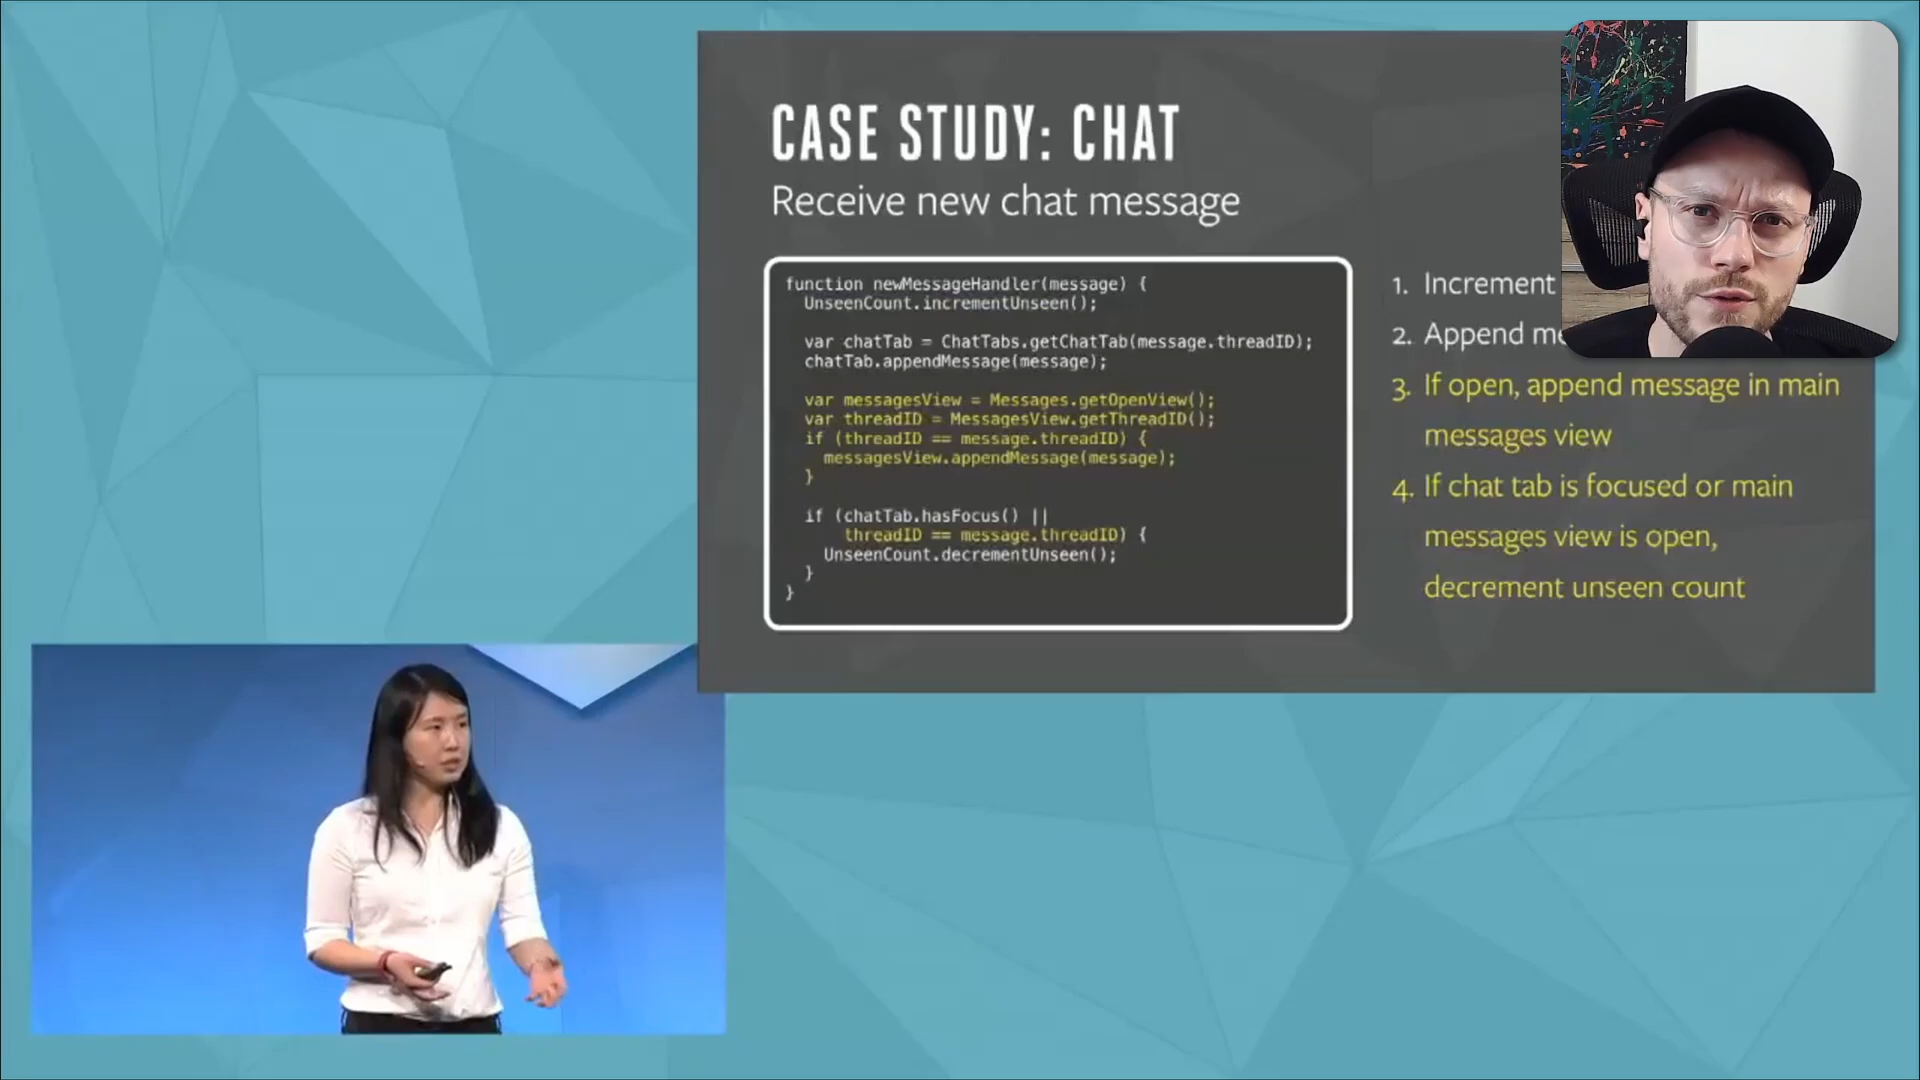 CASE STUDY: CHAT
Receive new chat message
function newMessageHandler(message) {
UnseenCount.incrementUnseen();
var chatTab = ChatTabs.getChatTab(message.threadID);
chatTab.appendMessage(message);
var messagesView = Messages.getOpenView();
var threadID = MessagesView.getThreadID();
if (threadID == message.threadID) {
messagesView.appendMessage(message);
}
if (chatTab.hasFocus() ||
threadID == message.threadID) {
UnseenCount.decrementUnseen();
}
}
1. Increment
2. Append me
3. If open, append message in main
messages view
4. If chat tab is focused or main
messages view is open,
decrement unseen count